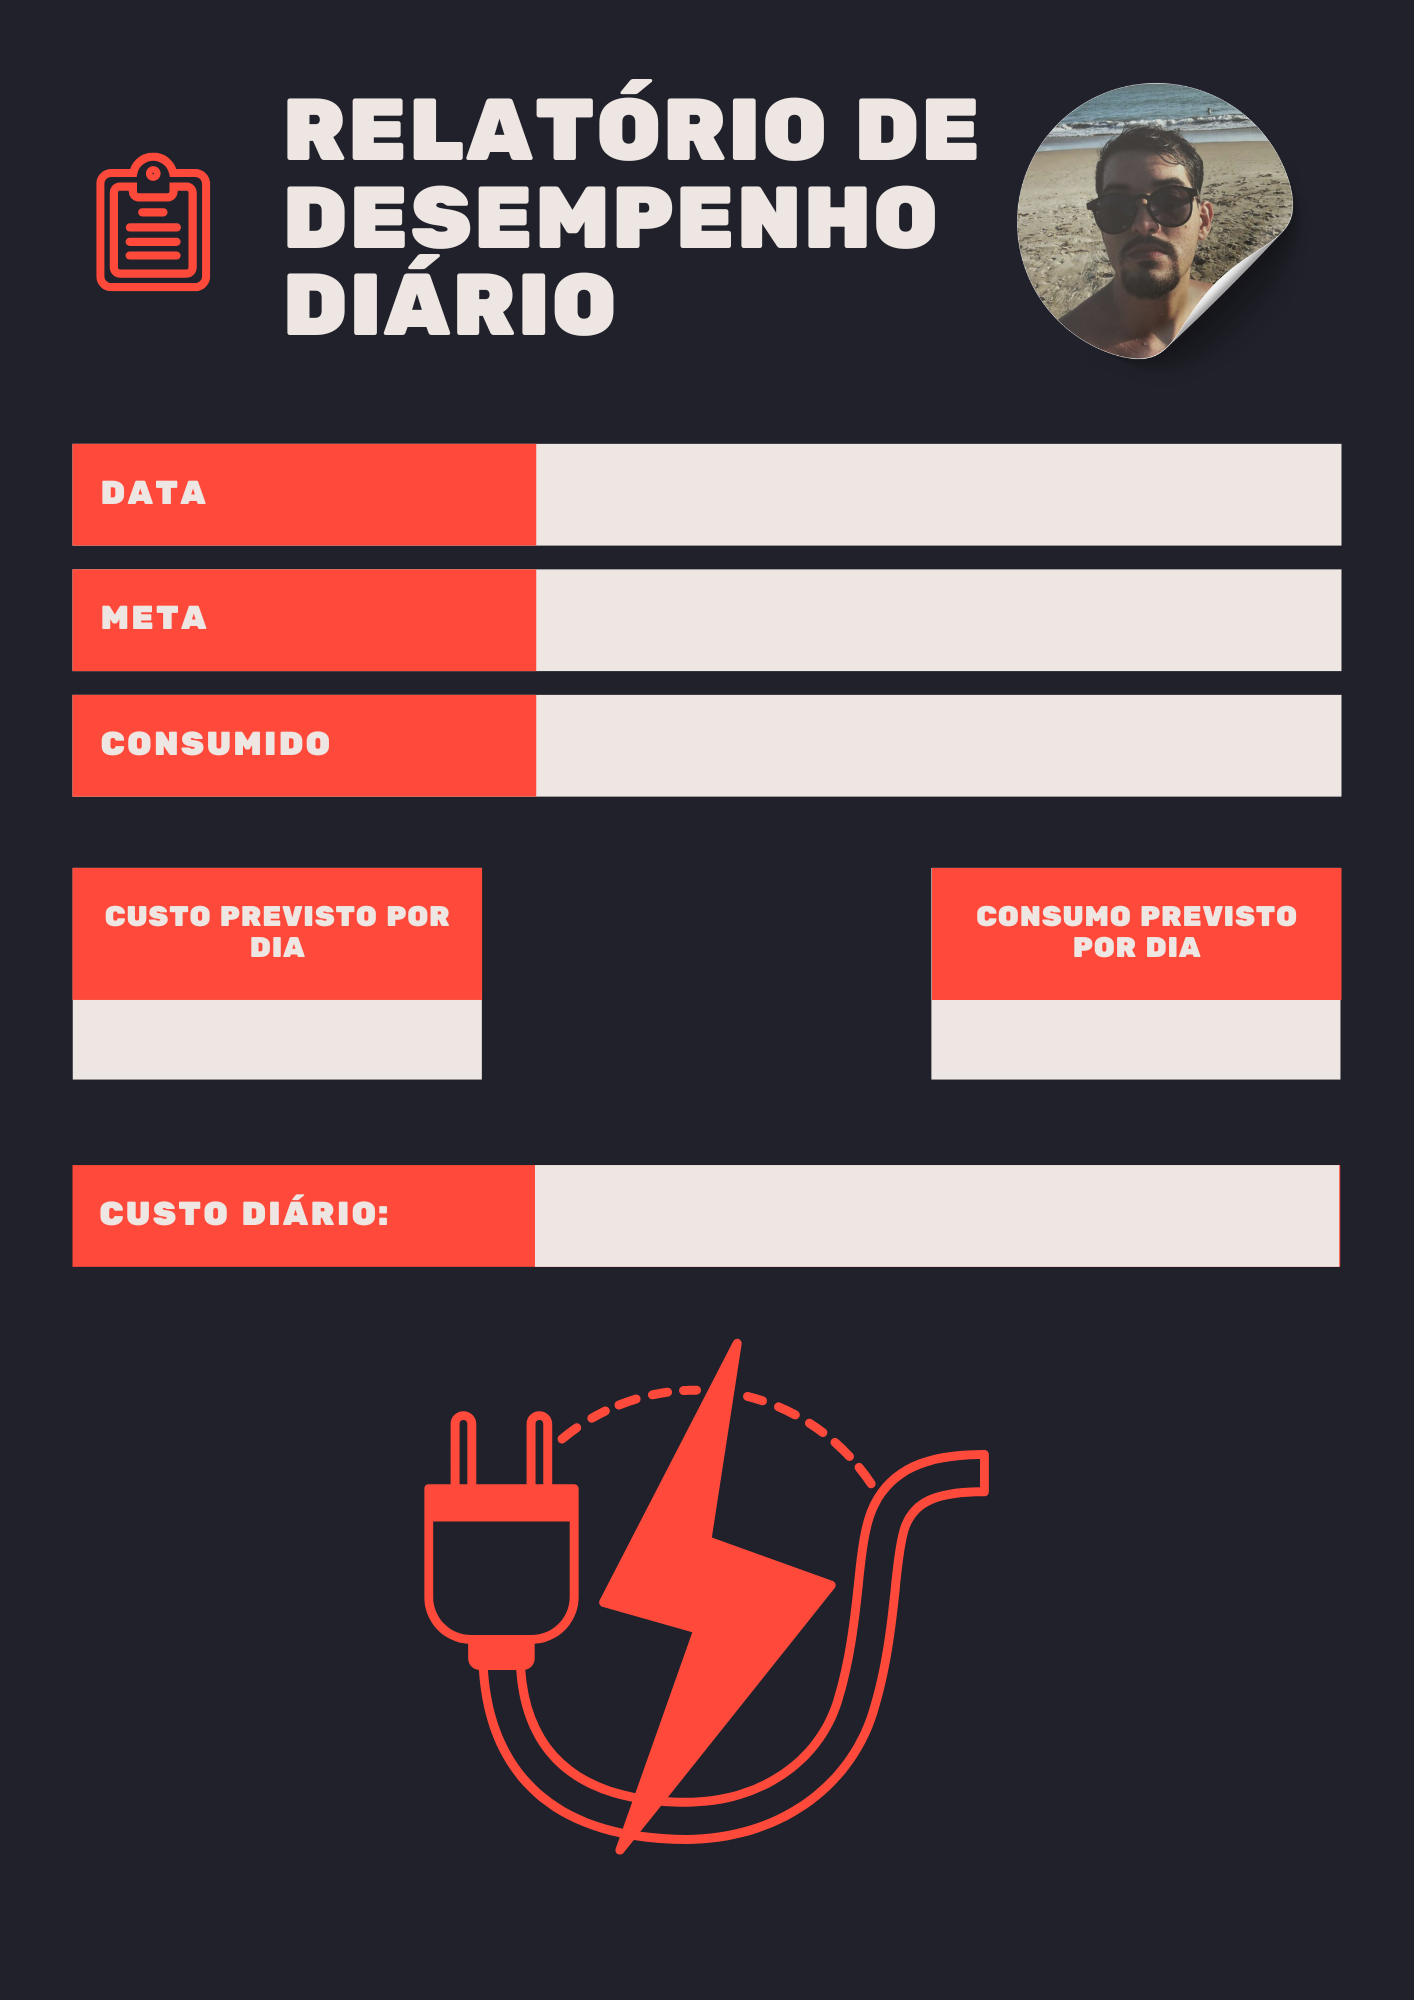 RELATÓRIO DE
DESEMPENHO
DIÁRIO
DATA
META
CONSUMIDO
CUSTO PREVISTO POR
DIA
CONSUMO PREVISTO
POR DIA
CUSTO DIÁRIO: